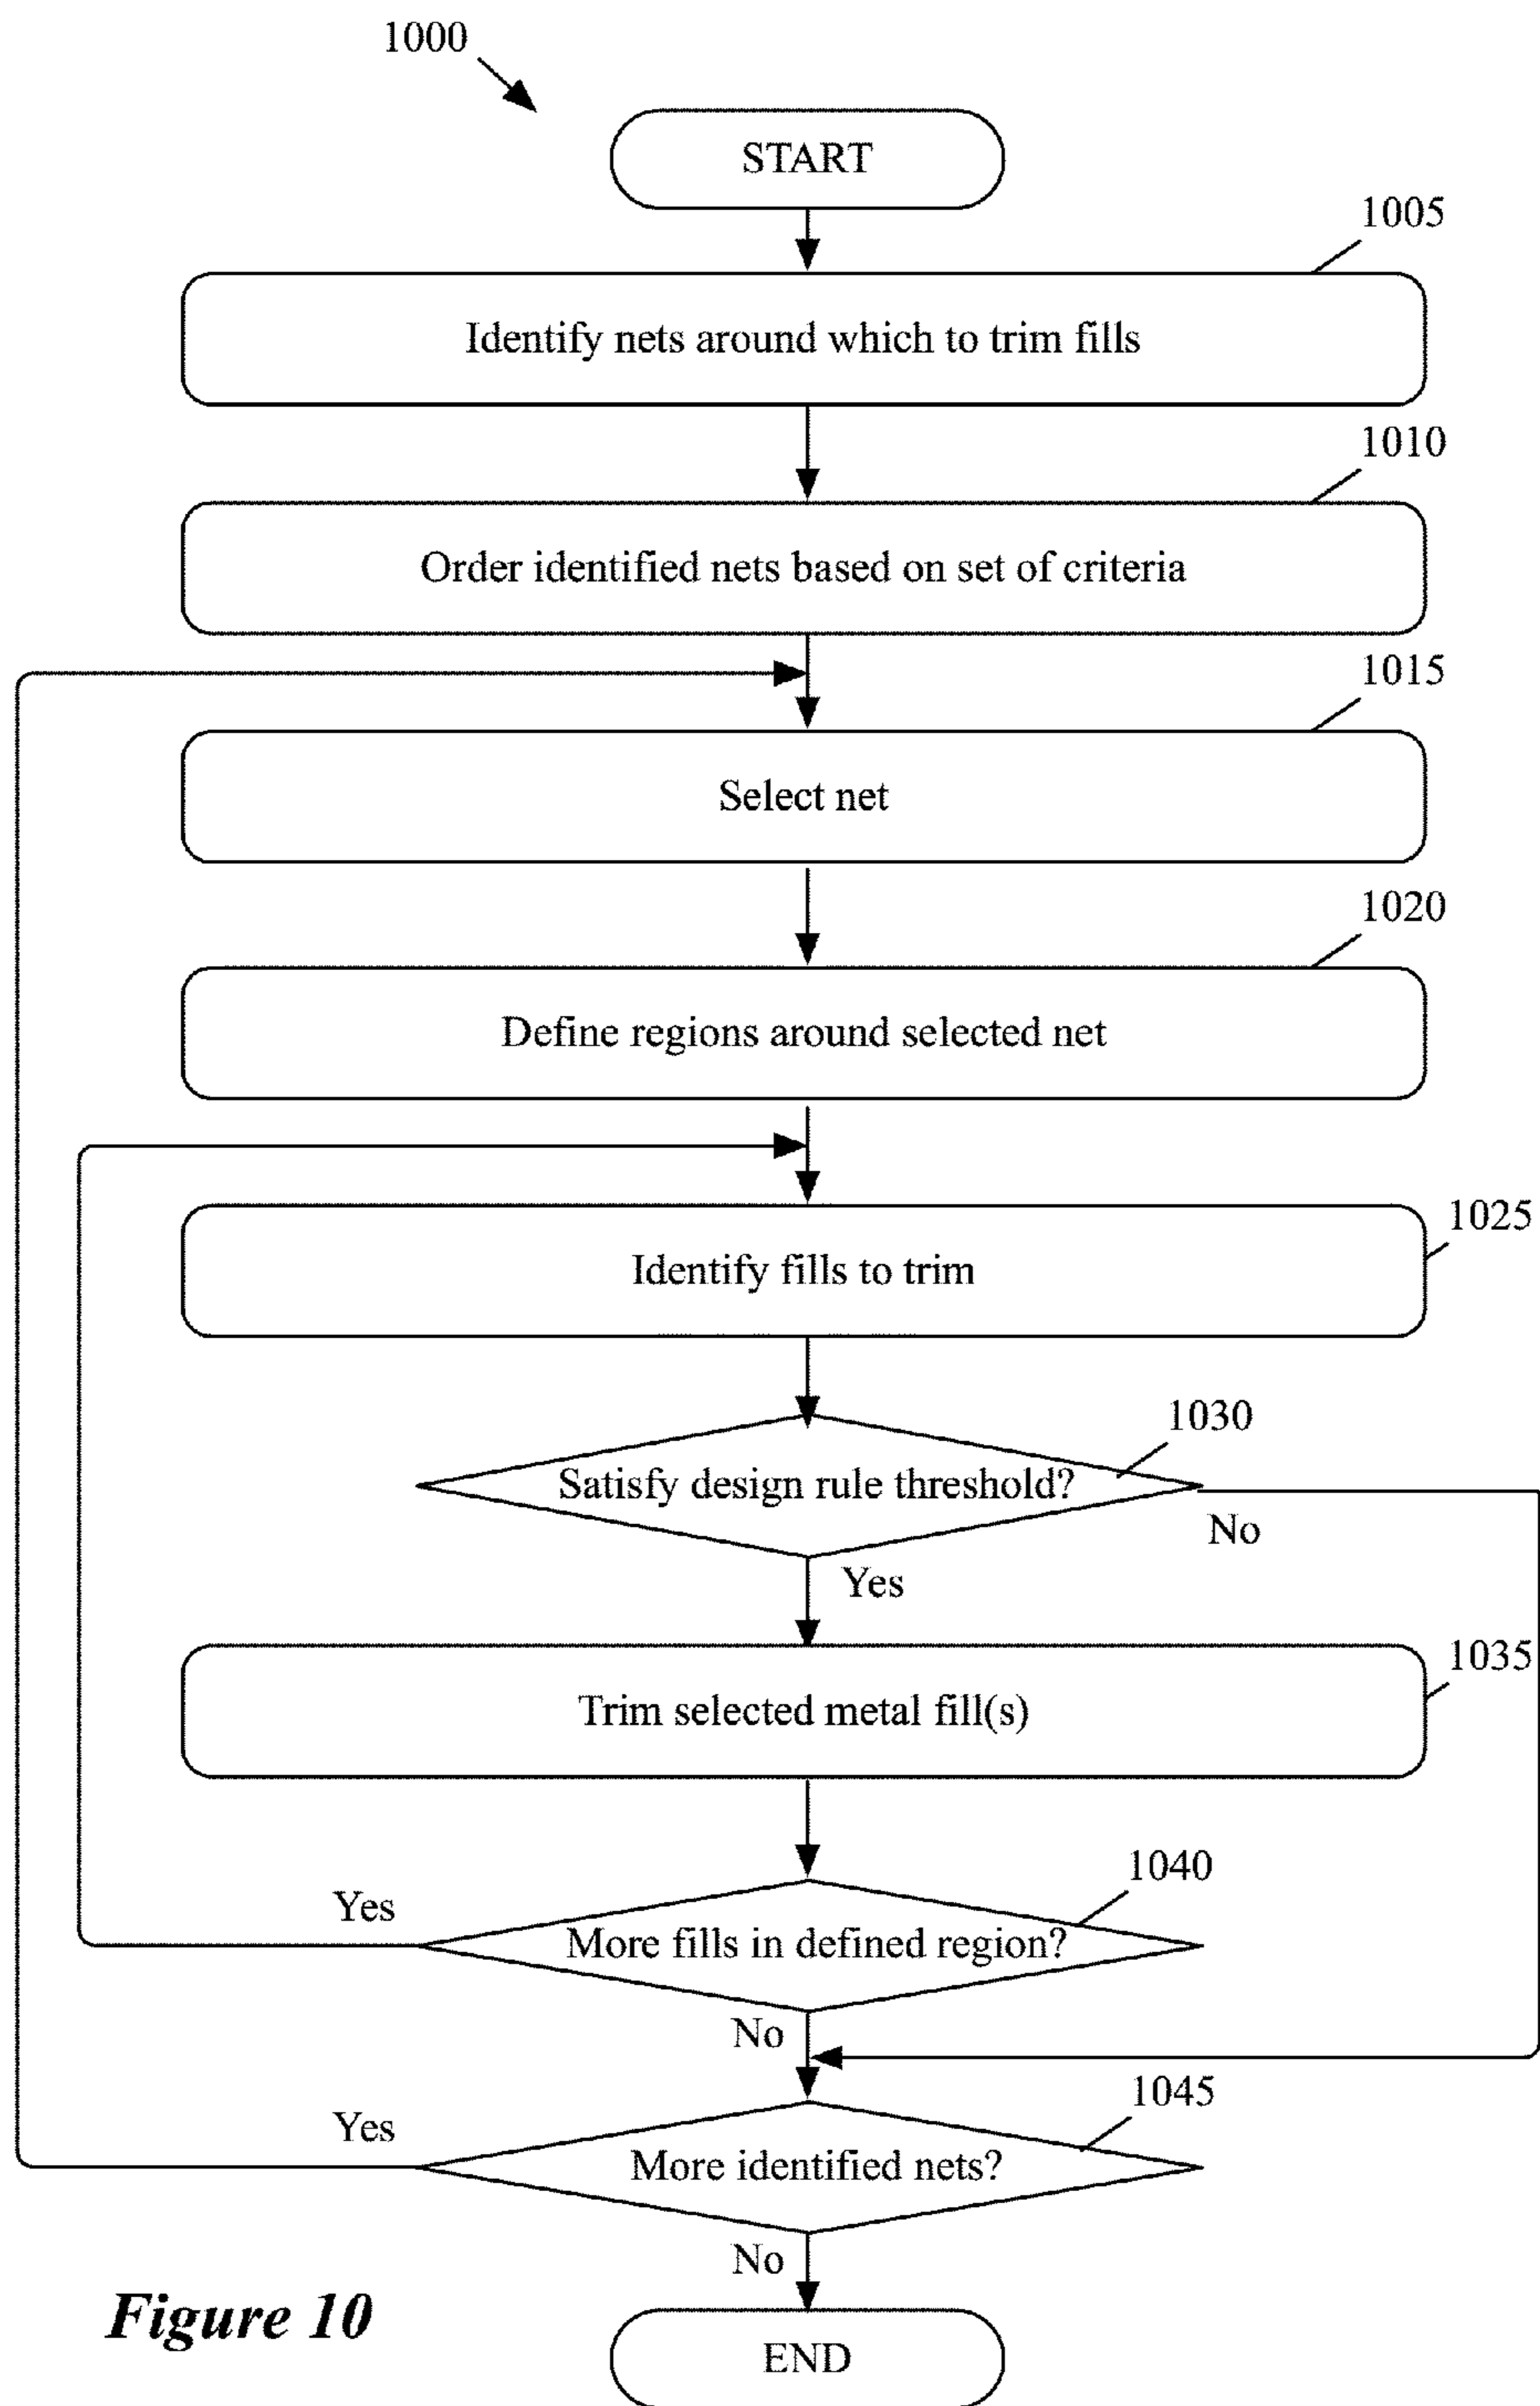 1000
START
1005
Identify nets around which to trim fills
1010
Order identified nets based on set of criteria
1015
Select net
1020
Define regions around selected net
1025
Identify fills to trim
1030
Satisfy design rule threshold?
No
Yes
1035
Trim selected metal fill(s)
1040
Yes
More fills in defined region?
No
1045
Yes
More identified nets?
No
Figure 10
END